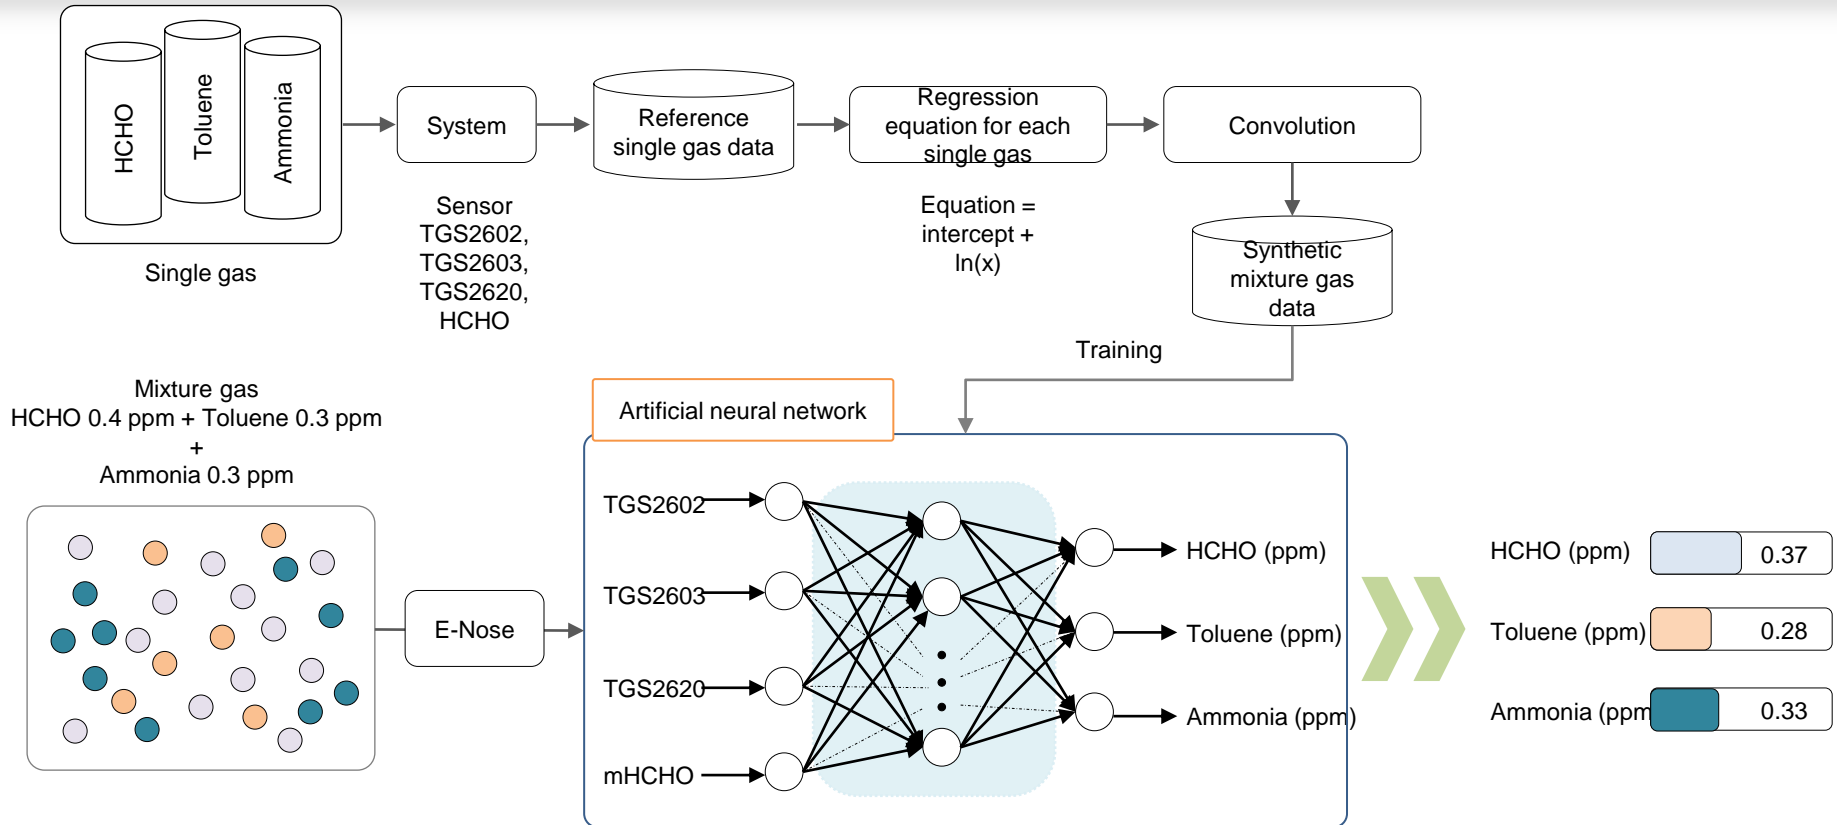 HCHO
Toluene
Ammonia
Single gas
System
Sensor
TGS2602,
TGS2603,
TGS2620,
HCHO
Reference
single gas data
Regression
equation for each
single gas
Equation =
intercept +
ln(x)
Convolution
Synthetic
mixture gas
data
Training
Mixture gas
HCHO 0.4 ppm + Toluene 0.3 ppm
+
Ammonia 0.3 ppm
E-Nose
Artificial neural network
TGS2602
TGS2603
TGS2620
mHCHO
HCHO (ppm)
Toluene (ppm)
Ammonia (ppm)
HCHO (ppm)
0.37
Toluene (ppm)
0.28
Ammonia (ppm
0.33